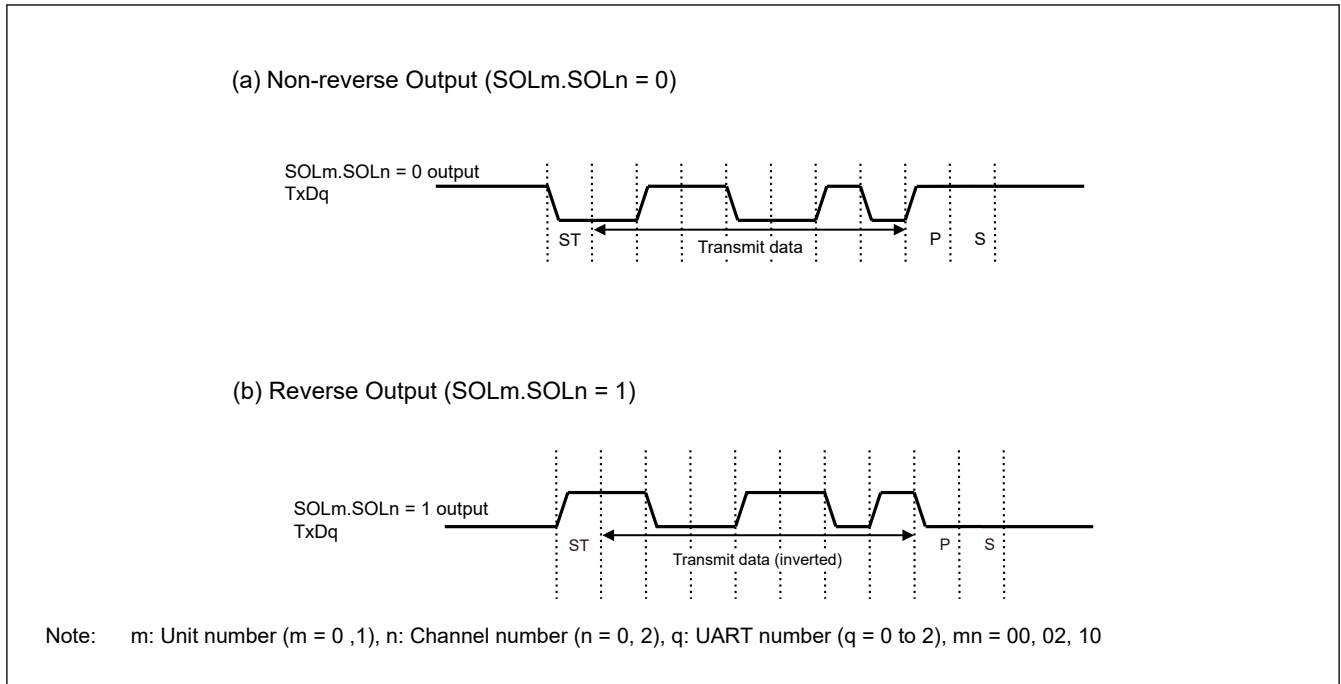 (a) Non-reverse Output (SOLm.SOLn = 0)
SOLm.SOLn = 0 output
TxDq
ST
Transmit data
P
S
(b) Reverse Output (SOLm.SOLn = 1)
SOLm.SOLn = 1 output
TxDq
ST
Transmit data (inverted)
P
S
Note: m: Unit number (m = 0 ,1), n: Channel number (n = 0, 2), q: UART number (q = 0 to 2), mn = 00, 02, 10